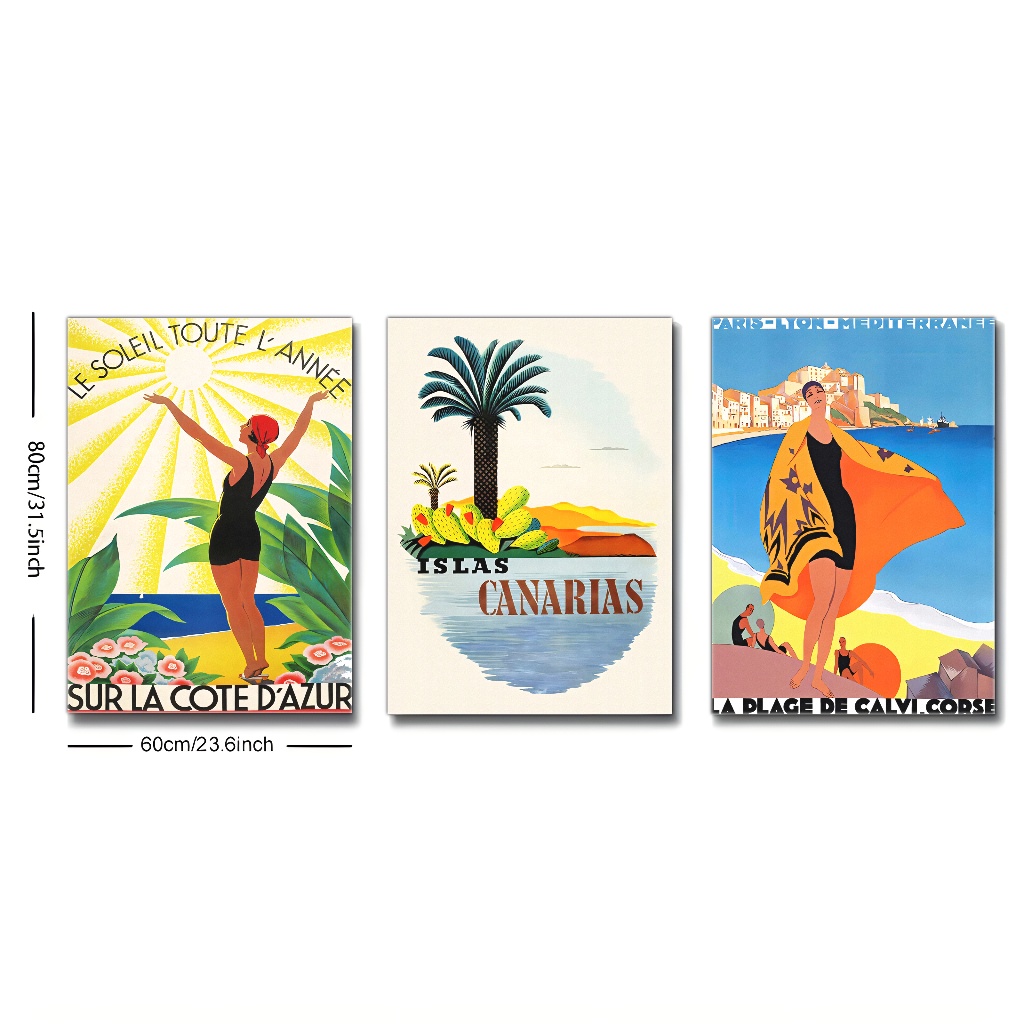 80cm/31.5inch
60cm/23.6inch
LE SOLEIL TOUTE L'ANNÉE
SUR LA COTE D'AZUR
ISLAS
CANARIAS
PARIS-LYON-MEDITERRANEE
LA PLAGE DE CALVI.CORSE